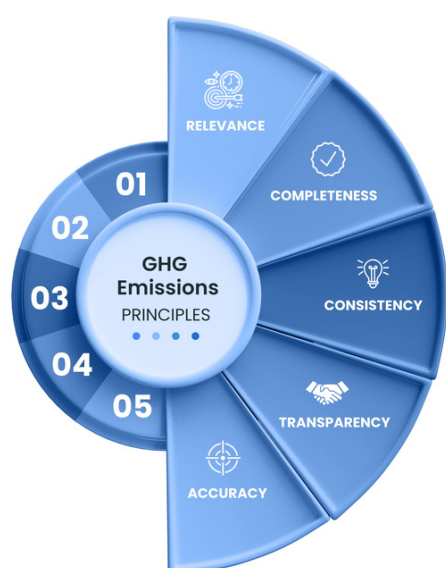 01
RELEVANCE
02
COMPLETENESS
03
CONSISTENCY
04
TRANSPARENCY
05
ACCURACY
GHG
Emissions
PRINCIPLES